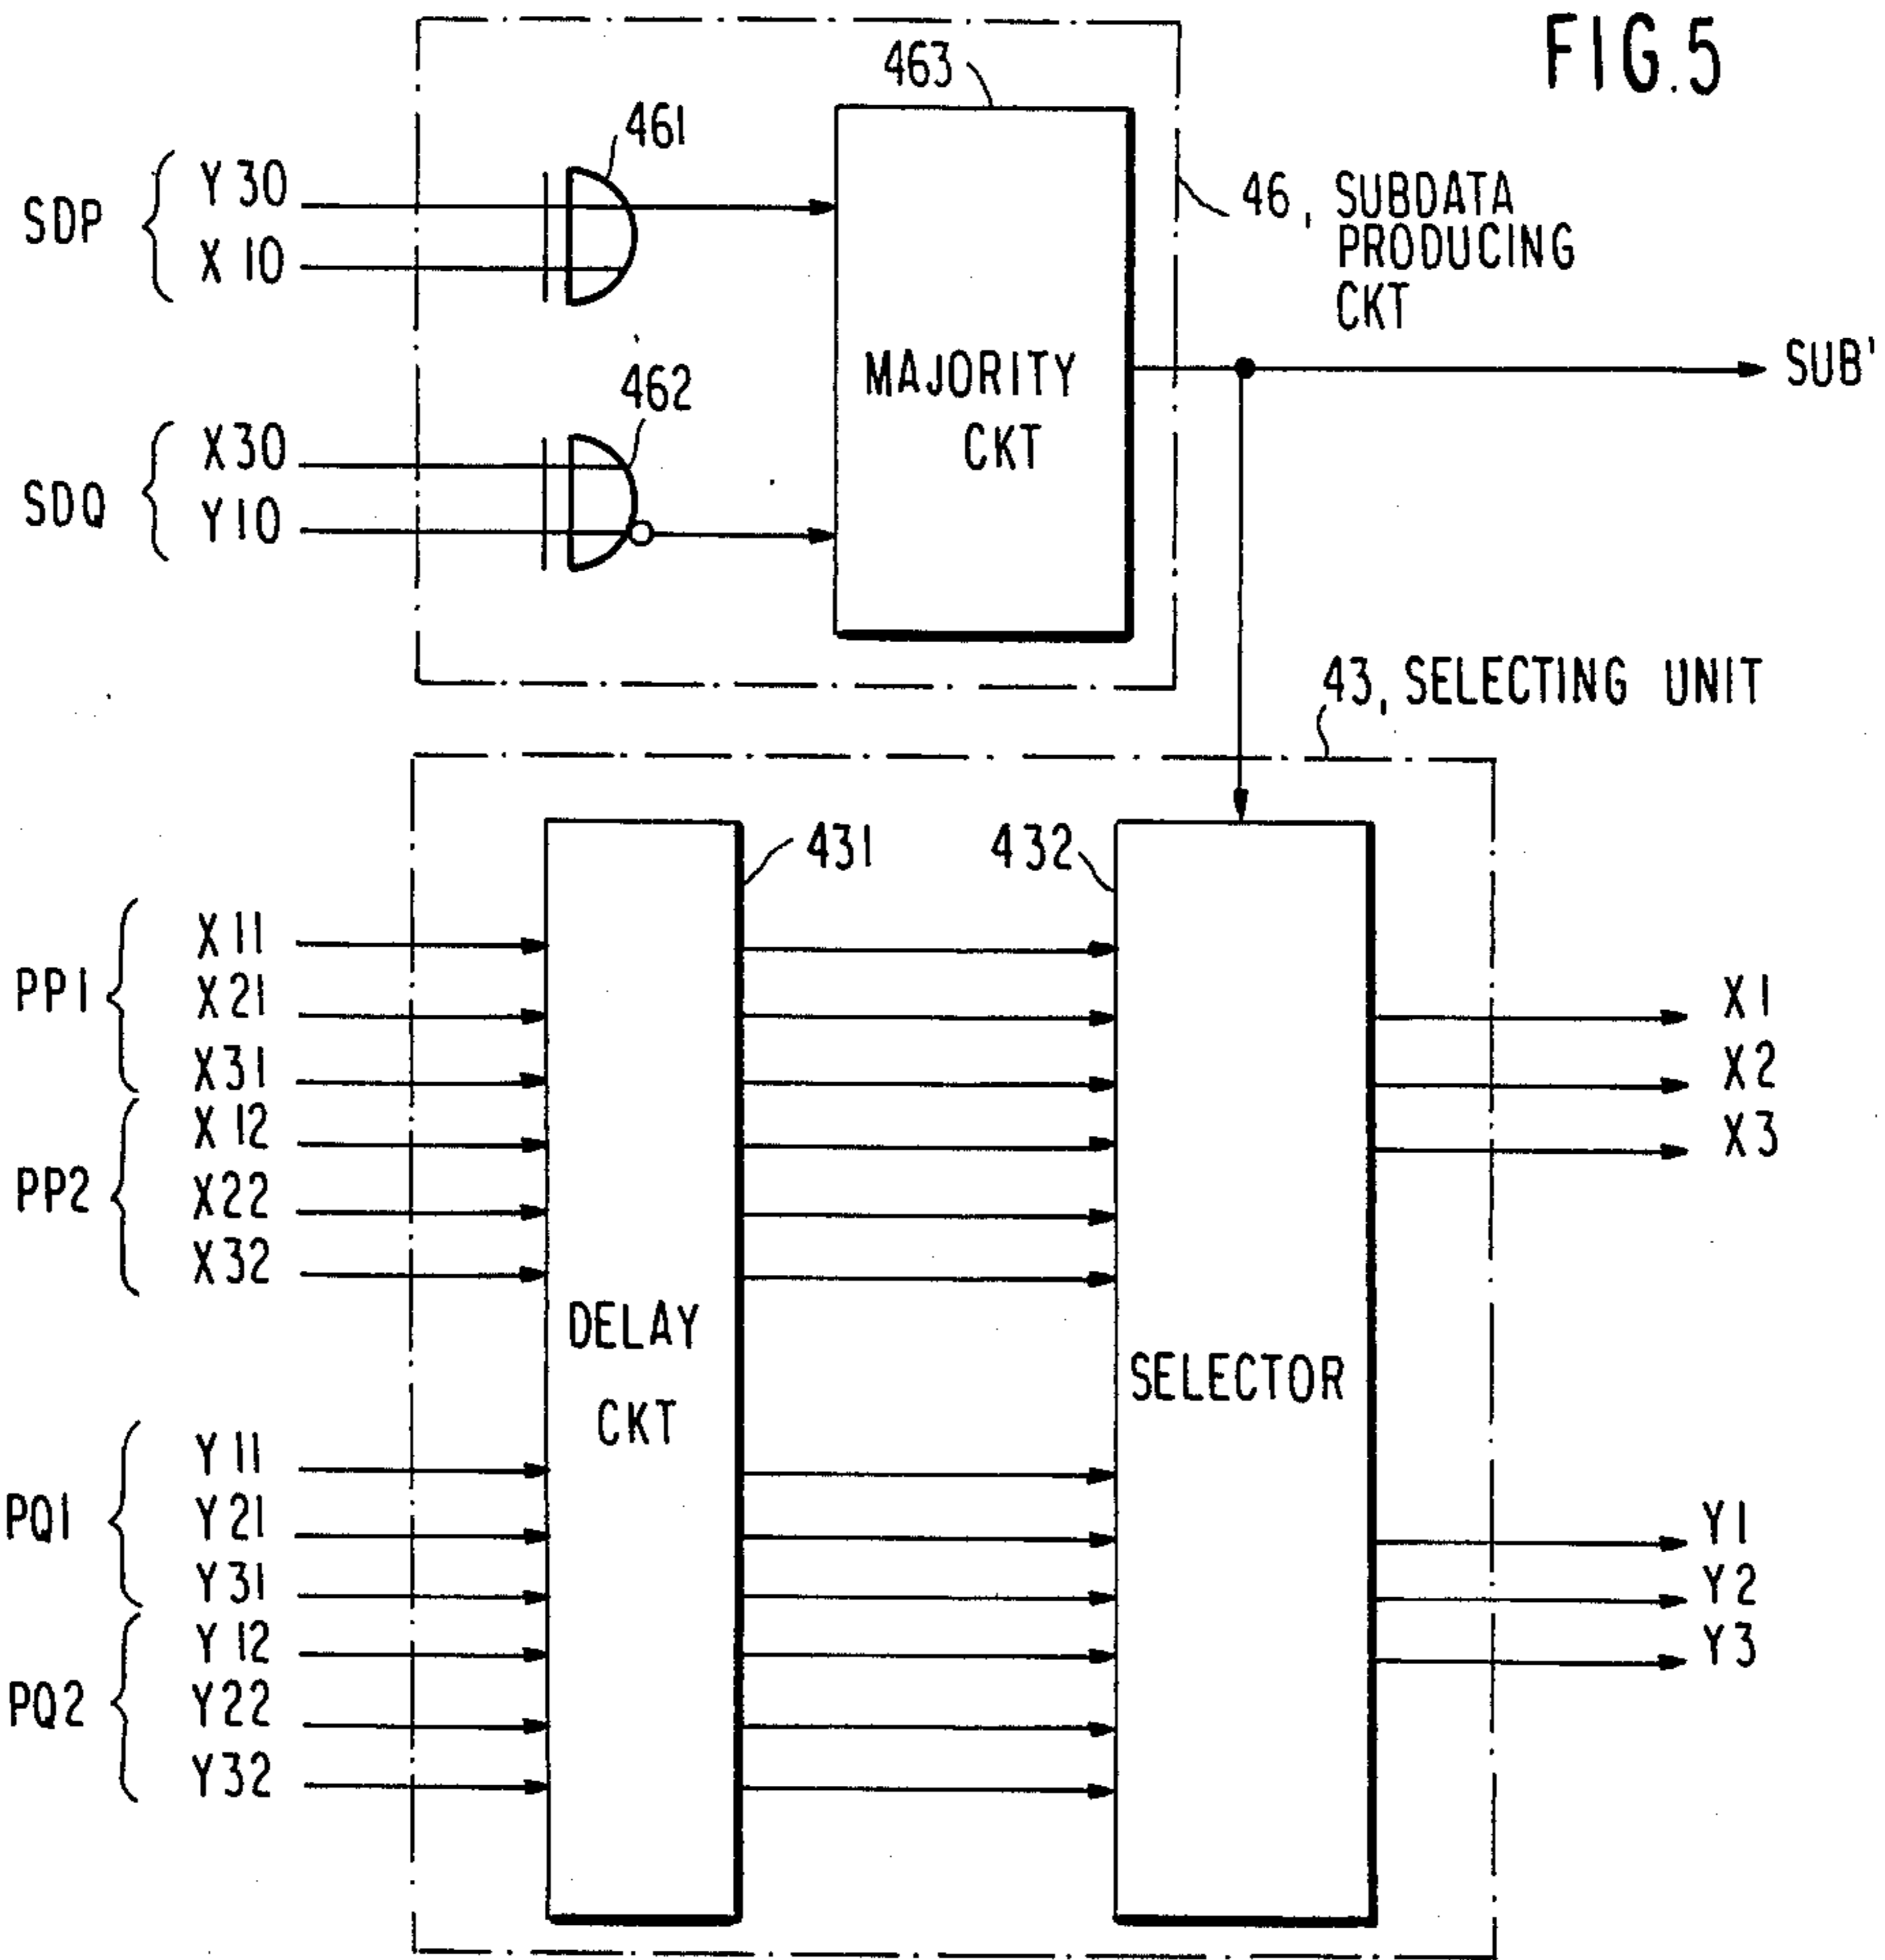 FIG.5
463
461
SDP
Y30
X10
46, SUBDATA
PRODUCING
CKT
462
MAJORITY
CKT
SUB'
SDQ
X30
Y10
43, SELECTING UNIT
431
432
PP1
X11
X21
X31
PP2
X12
X22
X32
DELAY
CKT
SELECTOR
X1
X2
X3
PQ1
Y11
Y21
Y31
PQ2
Y12
Y22
Y32
Y1
Y2
Y3